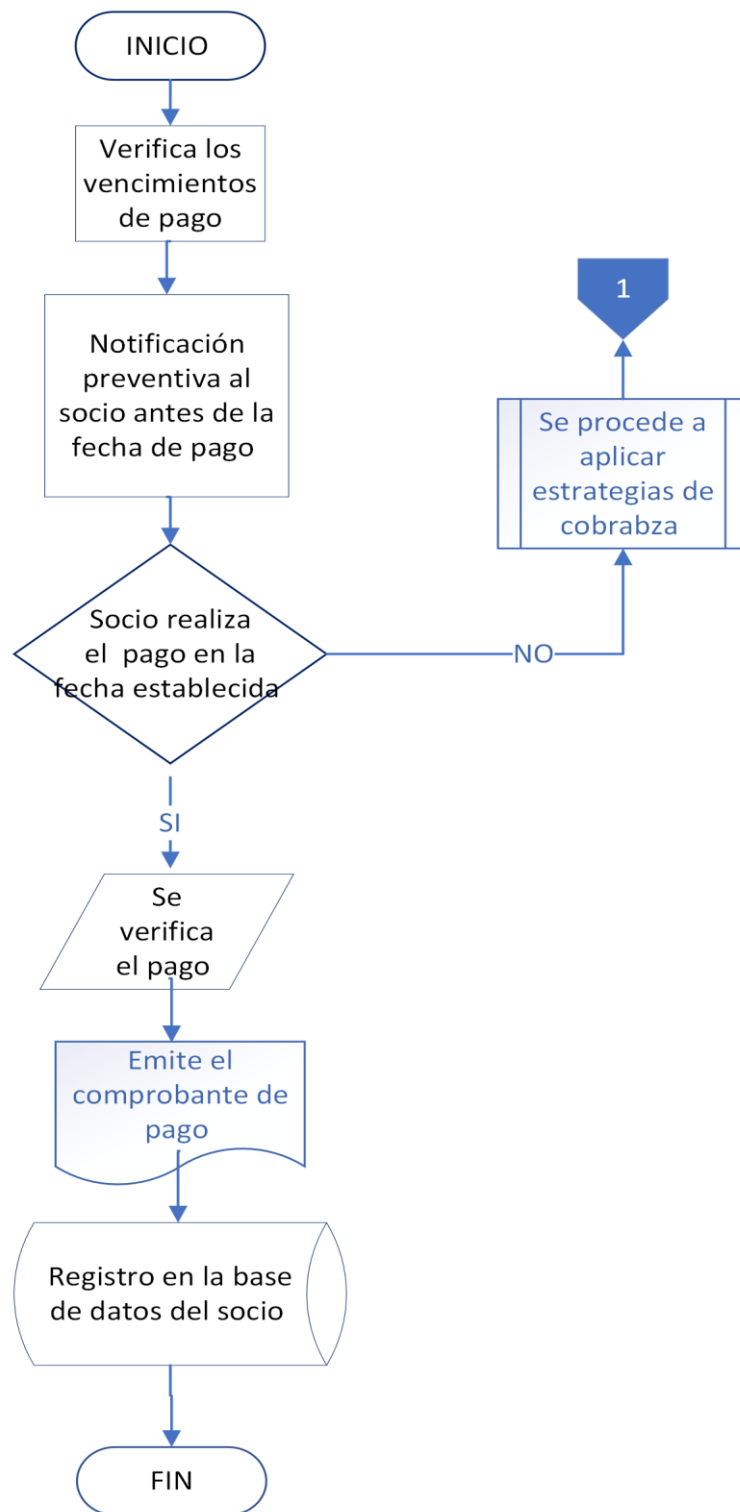 INICIO
Verifica los
vencimientos
de pago
Notificación
preventiva al
socio antes de la
fecha de pago
1
Se procede a
aplicar
estrategias de
cobrabza
Socio realiza
el pago en la
fecha establecida
NO
SI
Se
verifica
el pago
Emite el
comprobante de
pago
Registro en la base
de datos del socio
FIN